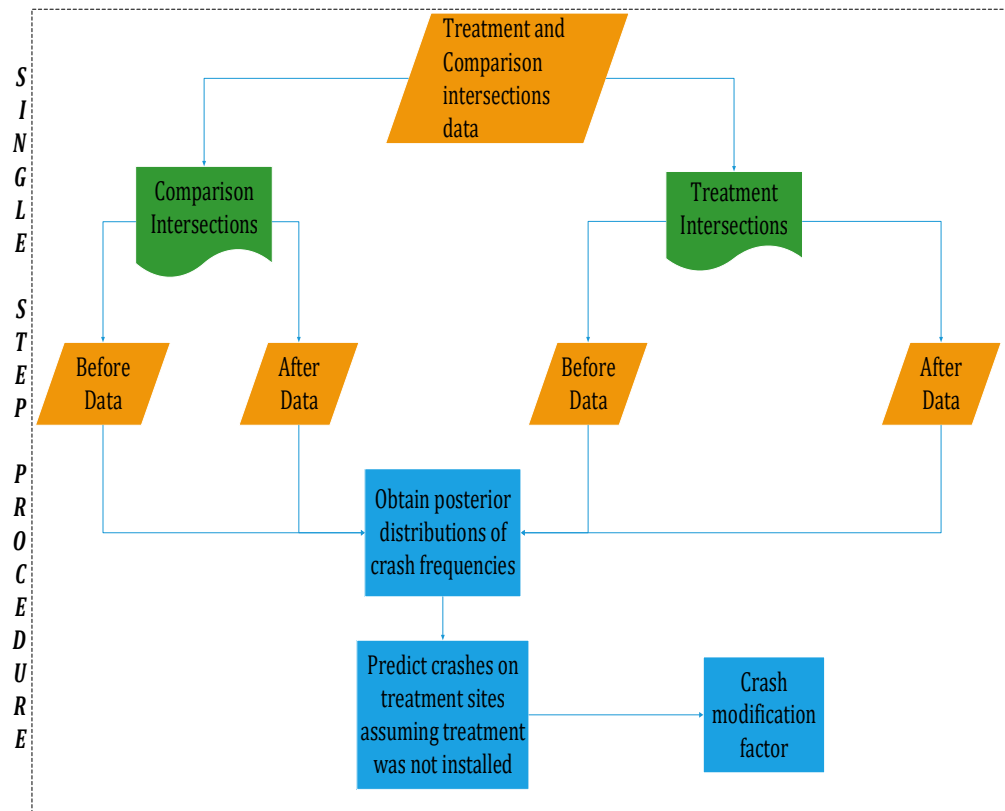 SINGLE STEP PROCEDURE
Treatment and
Comparison
intersections
data
Comparison
Intersections
Treatment
Intersections
Before
Data
After
Data
Before
Data
After
Data
Obtain posterior
distributions of
crash frequencies
Predict crashes on
treatment sites
assuming treatment
was not installed
Crash
modification
factor